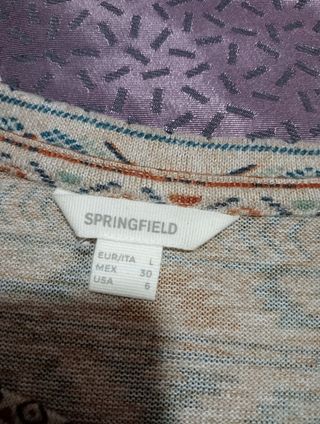 SPRINGFIELD
EUR/ITA L
MEX 30
USA 6